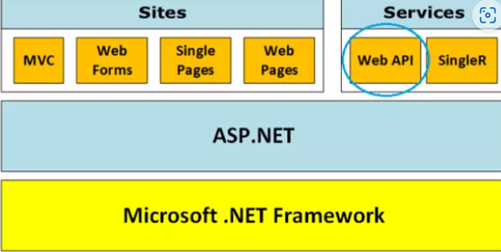 Sites
Services
MVC
Web Forms
Single Pages
Web Pages
Web API
SingleR
ASP.NET
Microsoft .NET Framework